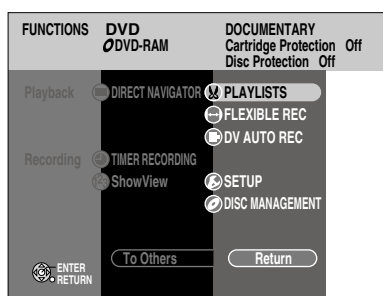 FUNCTIONS DVD DOCUMENTARY
DVD-RAM Cartridge Protection Off
Disc Protection Off
Playback DIRECT NAVIGATOR PLAYLISTS
FLEXIBLE REC
DV AUTO REC
Recording TIMER RECORDING
ShowView SETUP
DISC MANAGEMENT
To Others Return
ENTER
RETURN